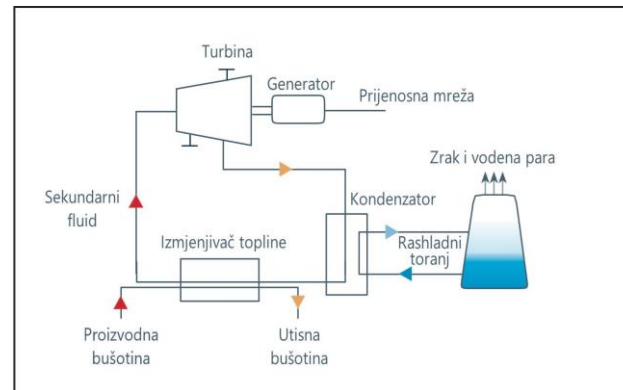 Turbina
Generator
Prijenosna mreža
Zrak i vodena para
Sekundarni
fluid
Kondenzator
Izmjenjivač topline
Rashladni
toranj
Proizvodna
bušotina
Utisna
bušotina